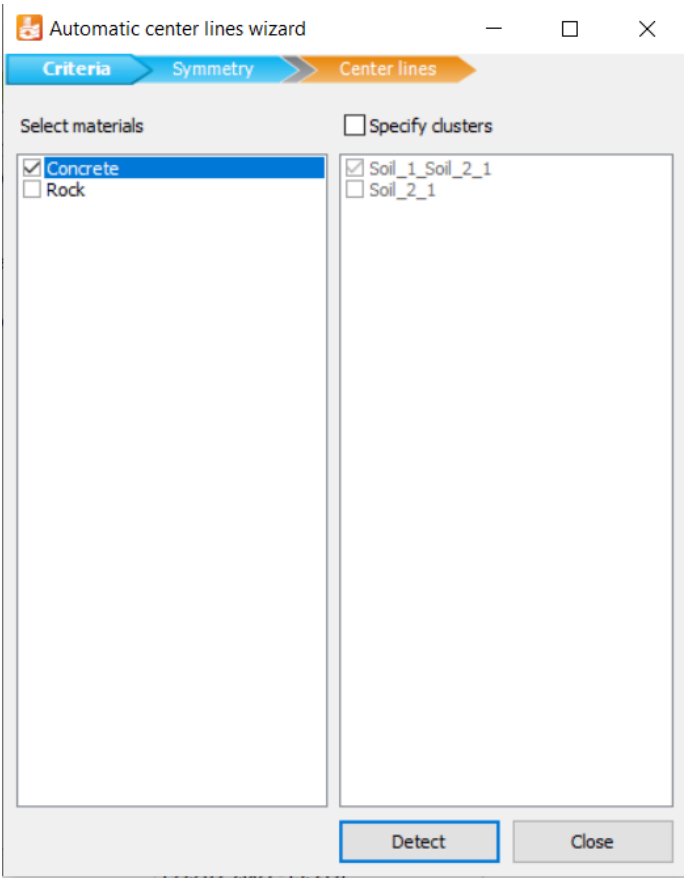 Automatic center lines wizard
Criteria Symmetry Center lines
Select materials Specify clusters
Concrete Soil_1_Soil_2_1
Rock Soil_2_1
Detect Close